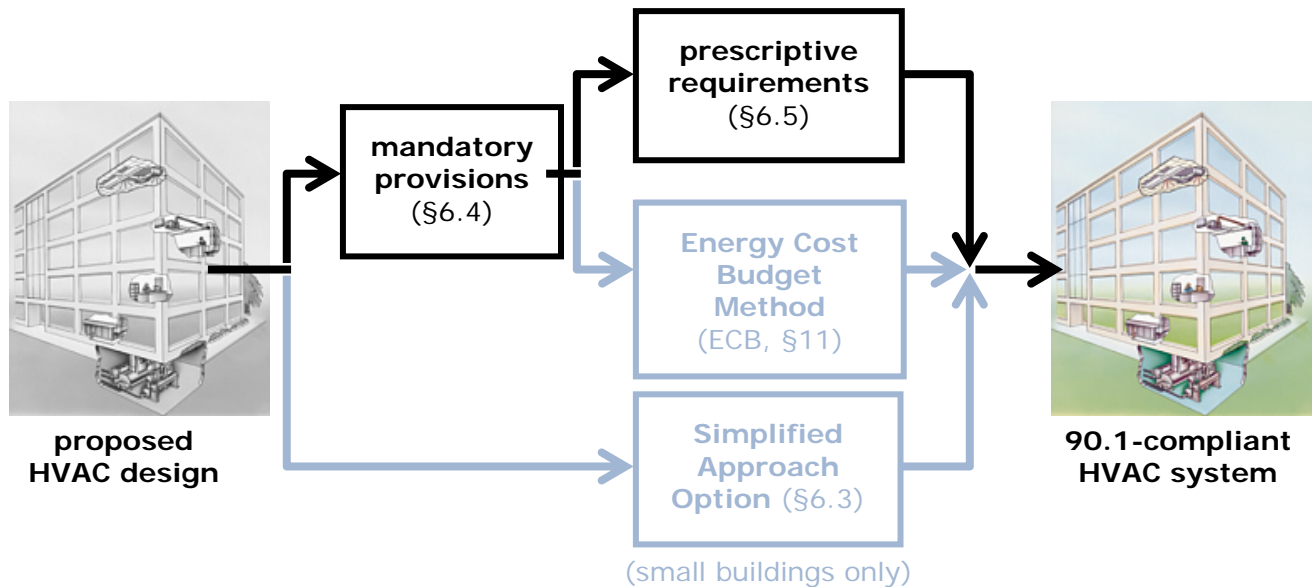 prescriptive
requirements
(§6.5)
mandatory
provisions
(§6.4)
Energy Cost
Budget
Method
(ECB, §11)
Simplified
Approach
Option (§6.3)
(small buildings only)
proposed
HVAC design
90.1-compliant
HVAC system